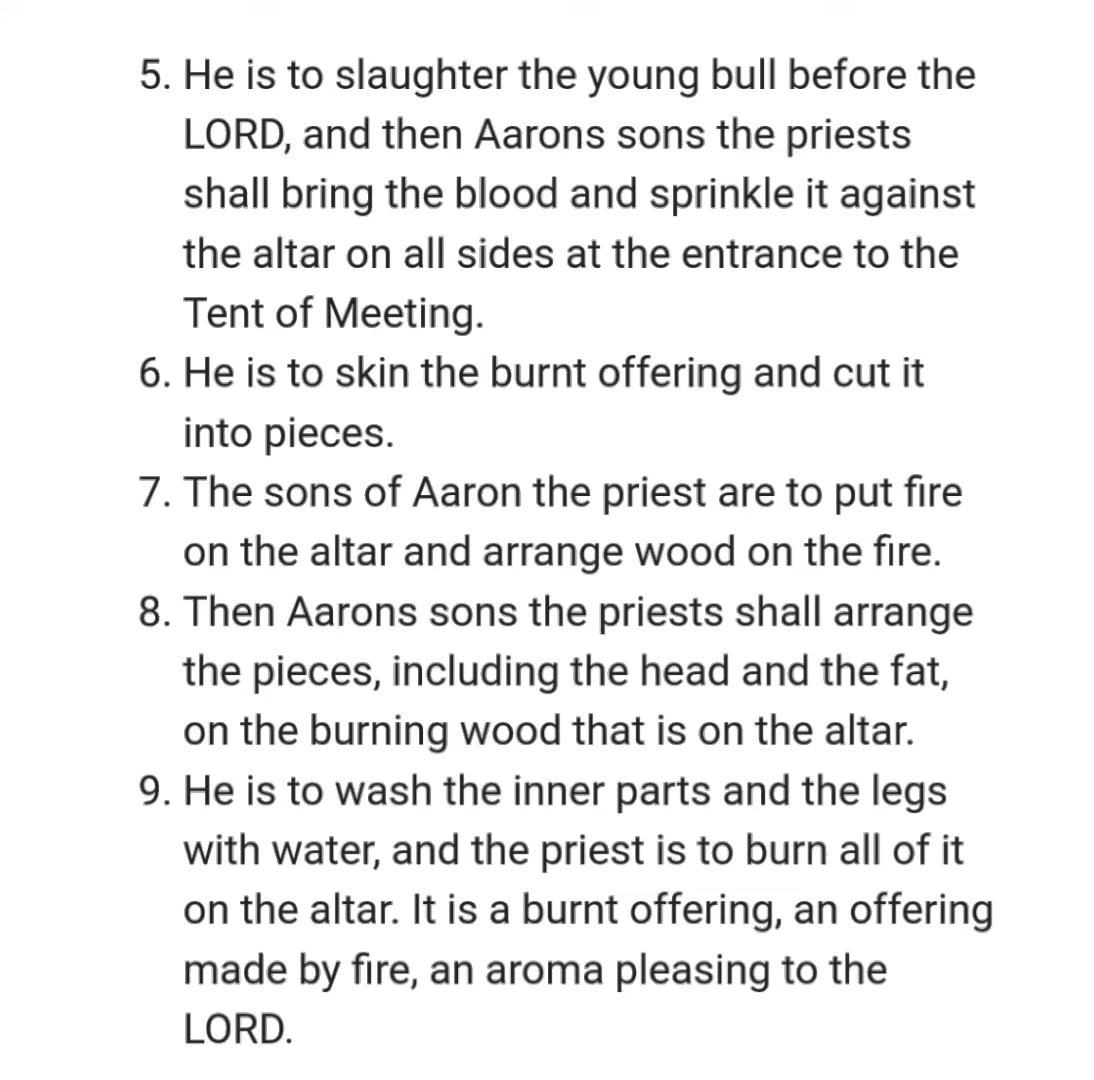 5. He is to slaughter the young bull before the
LORD, and then Aarons sons the priests
shall bring the blood and sprinkle it against
the altar on all sides at the entrance to the
Tent of Meeting.
6. He is to skin the burnt offering and cut it
into pieces.
7. The sons of Aaron the priest are to put fire
on the altar and arrange wood on the fire.
8. Then Aarons sons the priests shall arrange
the pieces, including the head and the fat,
on the burning wood that is on the altar.
9. He is to wash the inner parts and the legs
with water, and the priest is to burn all of it
on the altar. It is a burnt offering, an offering
made by fire, an aroma pleasing to the
LORD.